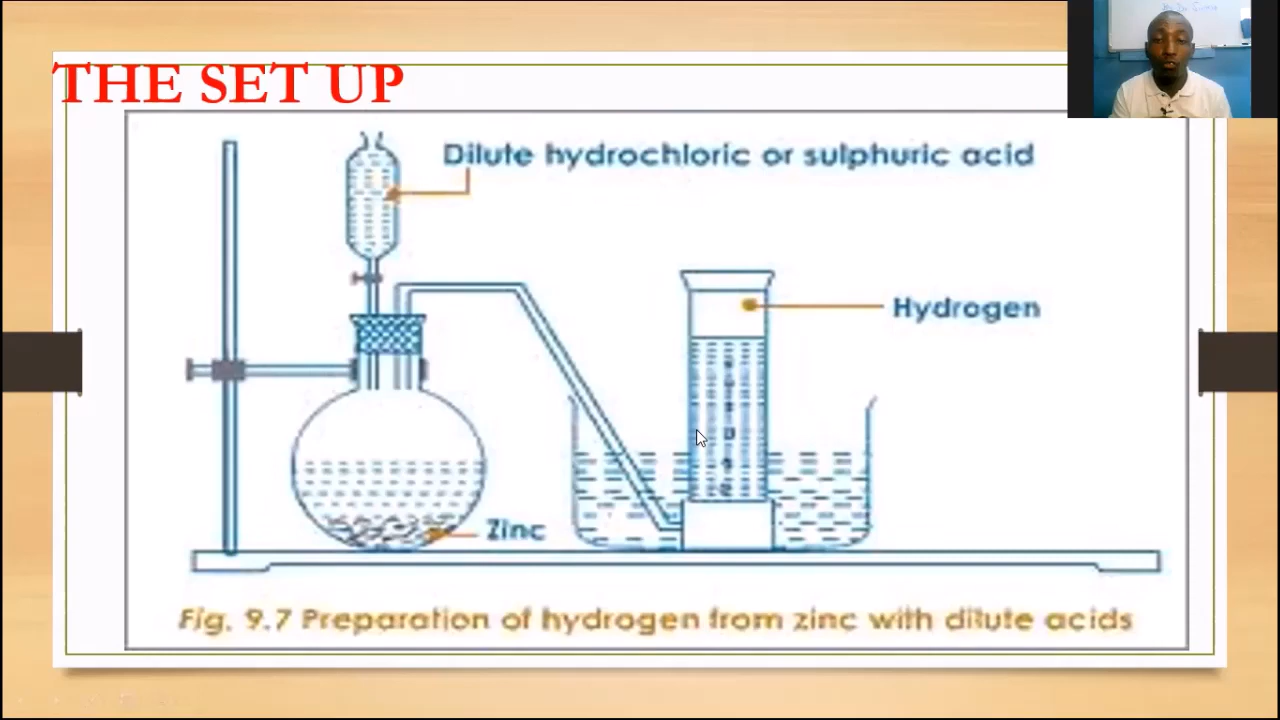 THE SET UP
Dilute hydrochloric or sulphuric acid
Hydrogen
Zinc
Fig. 9.7 Preparation of hydrogen from zinc with dilute acids